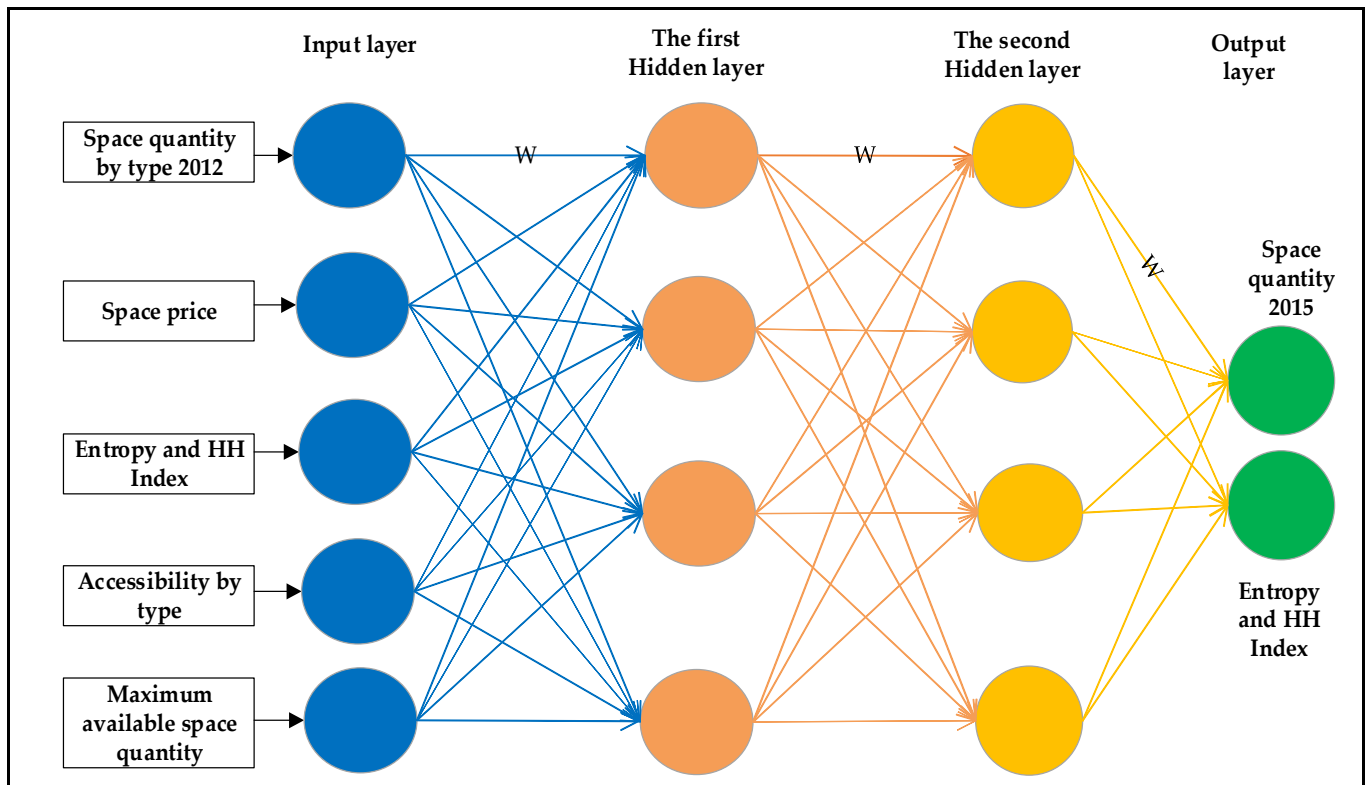 Input layer
The first
Hidden layer
The second
Hidden layer
Output
layer
Space quantity
by type 2012
W
W
Space price
W
Space
quantity
2015
Entropy and HH
Index
Accessibility by
type
Entropy
and HH
Index
Maximum
available space
quantity